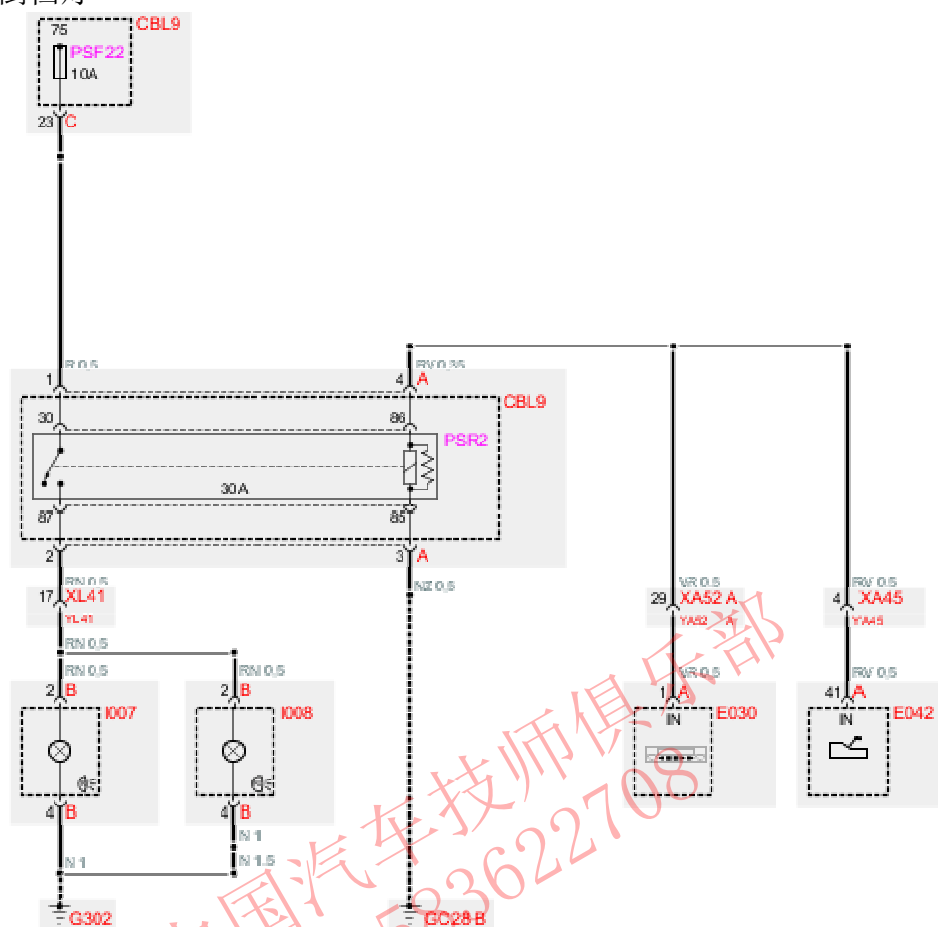 CBL9
75
PSF22
10A
23 C
R 0,5
RV 0,35
1
4 A
CBL9
30
86
PSR2
30A
87
85
2
3 A
RN 0,5
NZ 0,5
VR 0,5
RV 0,5
17 XL41
29 XA52 A
4 XA45
YL41
YA52 A
YA45
RN 0,5
RN 0,5
RN 0,5
VR 0,5
RV 0,5
2 B
2 B
1 A
41 A
I007
I008
IN
E030
IN
E042
4 B
4 B
N 1
N 1
N 1.5
G302
GC28-B
国汽车技师俱乐部
583622708